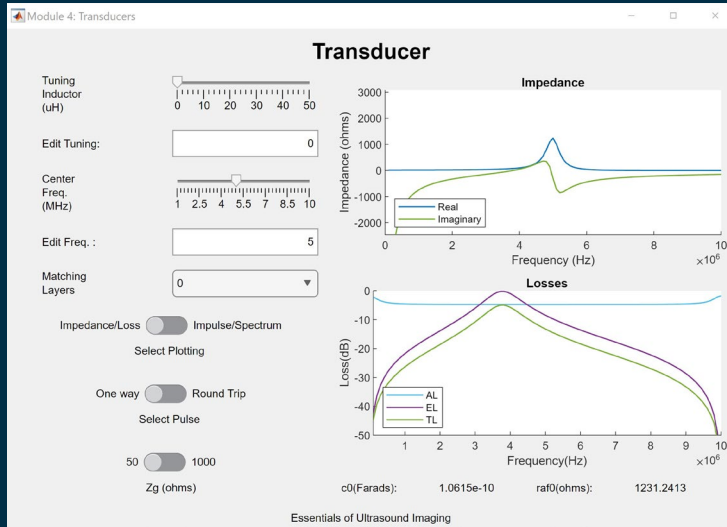 Module 4: Transducers
Transducer
Tuning
Inductor
(uH)
0 10 20 30 40 50
Edit Tuning:
0
Center
Freq.
(MHz)
1 2.5 4 5.5 7 8.5 10
Edit Freq. :
5
Matching
Layers
0
Impedance/Loss
Impulse/Spectrum
Select Plotting
One way
Round Trip
Select Pulse
50
1000
Zg (ohms)
Impedance
Impedance (ohms)
3000
2000
1000
0
-1000
-2000
Real
Imaginary
0 2 4 6 8 10
Frequency (Hz)
×10⁶
Losses
Loss(dB)
0
-10
-20
-30
-40
-50
AL
EL
TL
1 2 3 4 5 6 7 8 9 10
Frequency(Hz)
×10⁶
c0(Farads): 1.0615e-10 raf0(ohms): 1231.2413
Essentials of Ultrasound Imaging